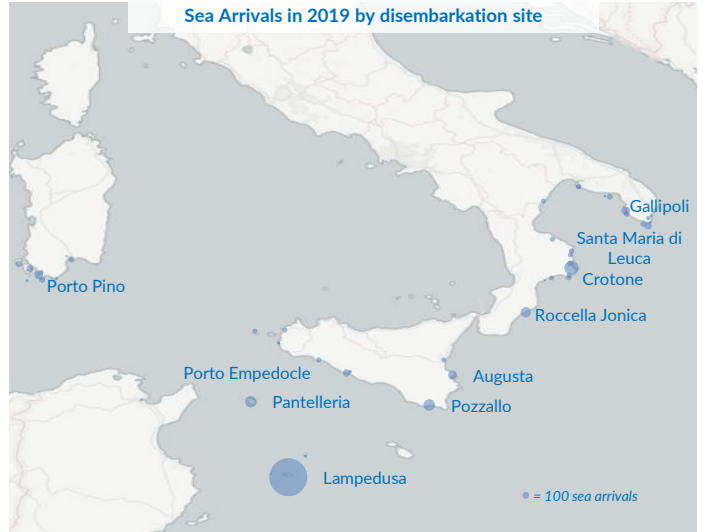 Sea Arrivals in 2019 by disembarkation site
Gallipoli
Santa Maria di
Leuca
Crotone
Porto Pino
Roccella Jonica
Porto Empedocle
Augusta
Pantelleria
Pozzallo
Lampedusa
= 100 sea arrivals